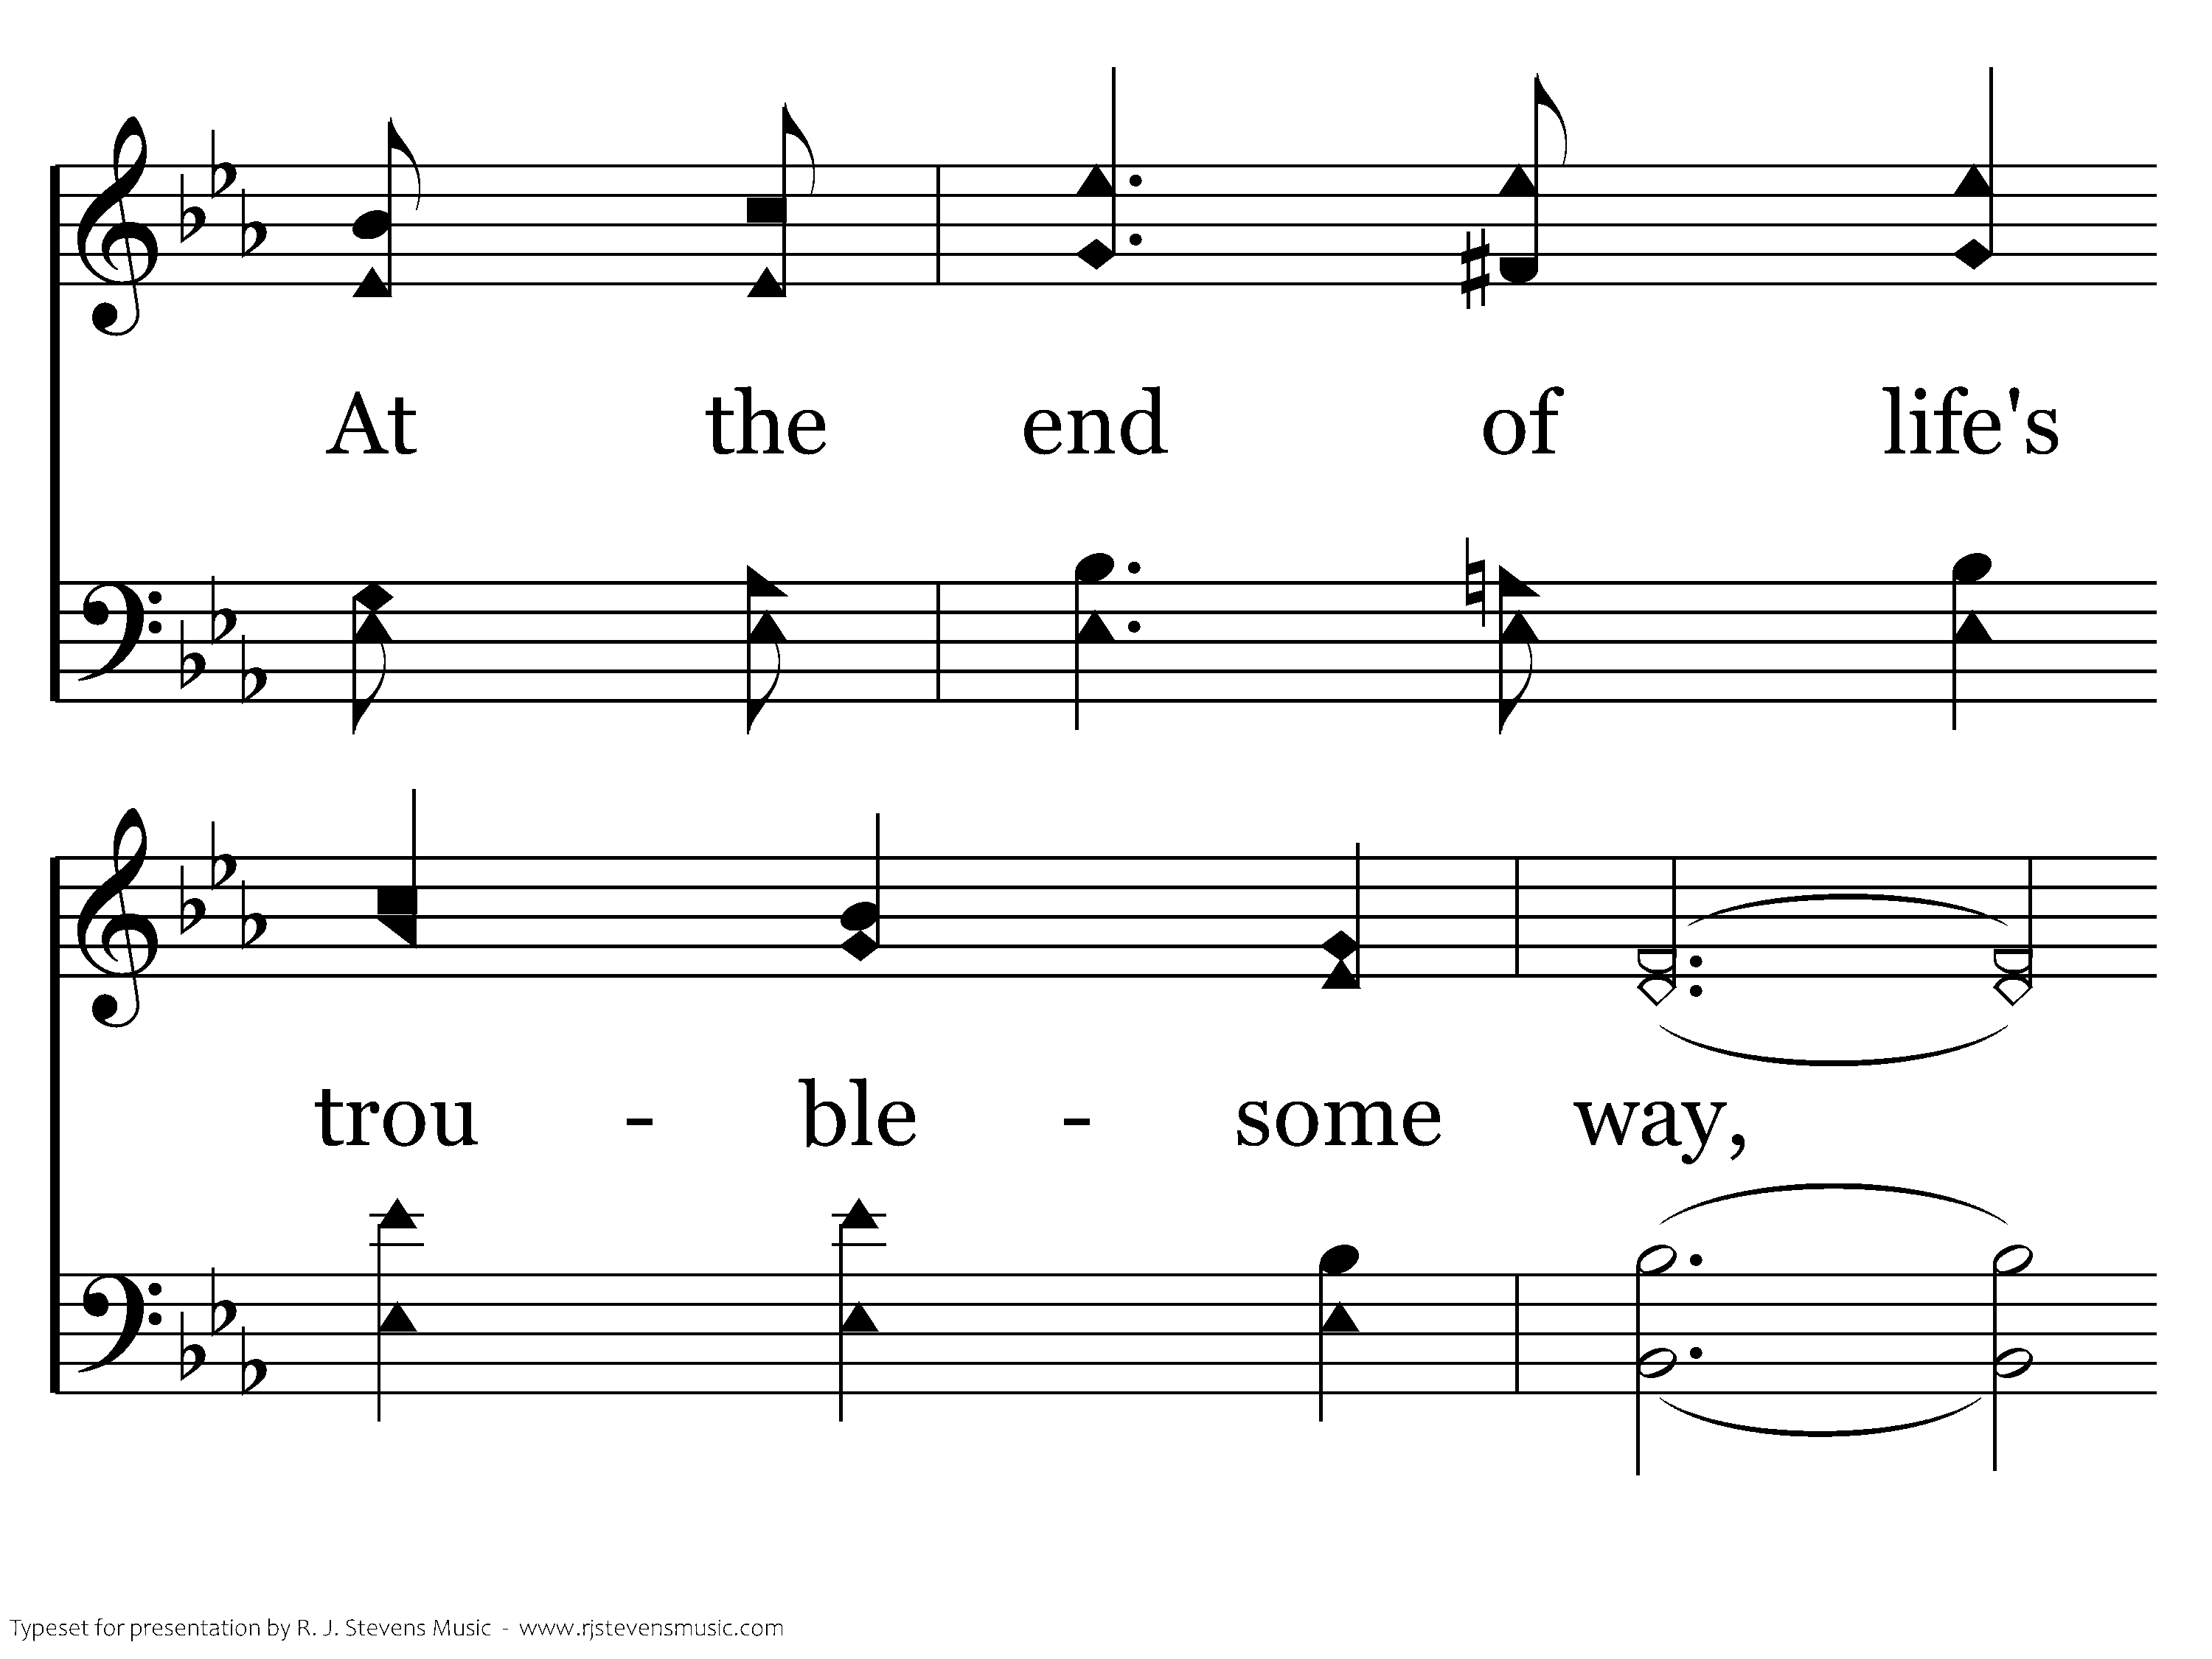 At the end of life's
trou - ble - some way,
Typeset for presentation by R. J. Stevens Music - www.rjstevensmusic.com